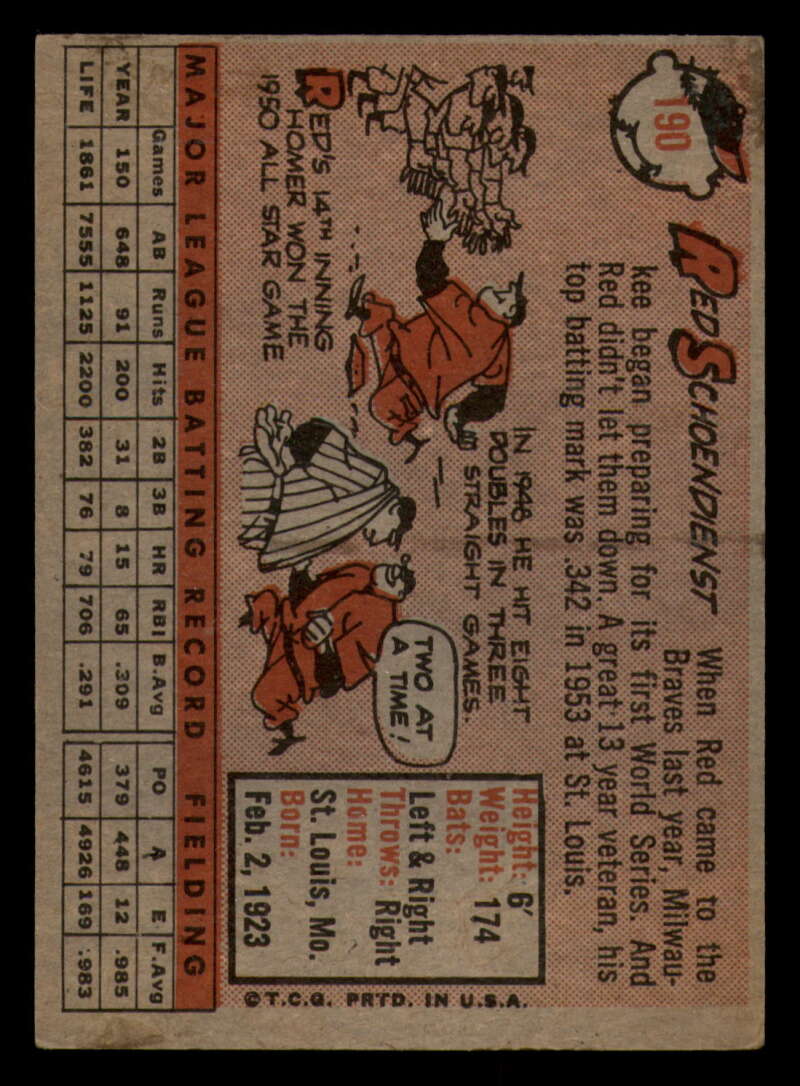 190
RED SCHOENDIENST
When Red came to the
Braves last year, Milwau-
kee began preparing for its first World Series. And
Red didn't let them down. A great 13 year veteran, his
top batting mark was .342 in 1953 at St. Louis.
RED'S 14TH INNING
HOMER WON THE
1950 ALL STAR GAME
IN 1948 HE HIT EIGHT
DOUBLES IN THREE
STRAIGHT GAMES.
TWO AT
A TIME!
Height: 6'
Weight: 174
Bats:
Left & Right
Throws: Right
Home:
St. Louis, Mo.
Born:
Feb. 2, 1923
© T.C.G. PRTD. IN U.S.A.
MAJOR LEAGUE BATTING RECORD FIELDING
Games AB Runs Hits 2B 3B HR RBI B.Avg PO A E F.Avg
YEAR 150 648 91 200 31 8 15 65 .309 379 448 12 .985
LIFE 1861 7555 1125 2200 382 76 79 706 .291 4615 4926 169 .983